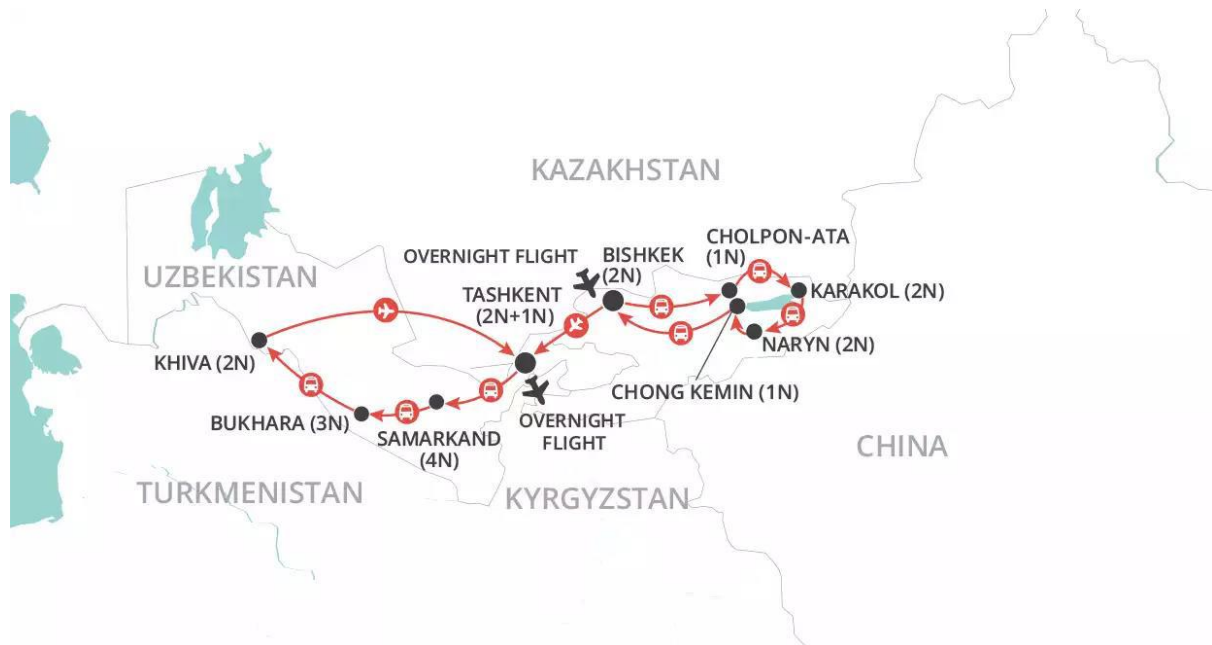 KAZAKHSTAN
CHOLPON-ATA
(1N)
OVERNIGHT FLIGHT
BISHKEK
(2N)
UZBEKISTAN
TASHKENT
(2N+1N)
KARAKOL (2N)
NARYN (2N)
KHIVA (2N)
CHONG KEMIN (1N)
BUKHARA (3N)
SAMARKAND
(4N)
OVERNIGHT
FLIGHT
CHINA
TURKMENISTAN
KYRGYZSTAN